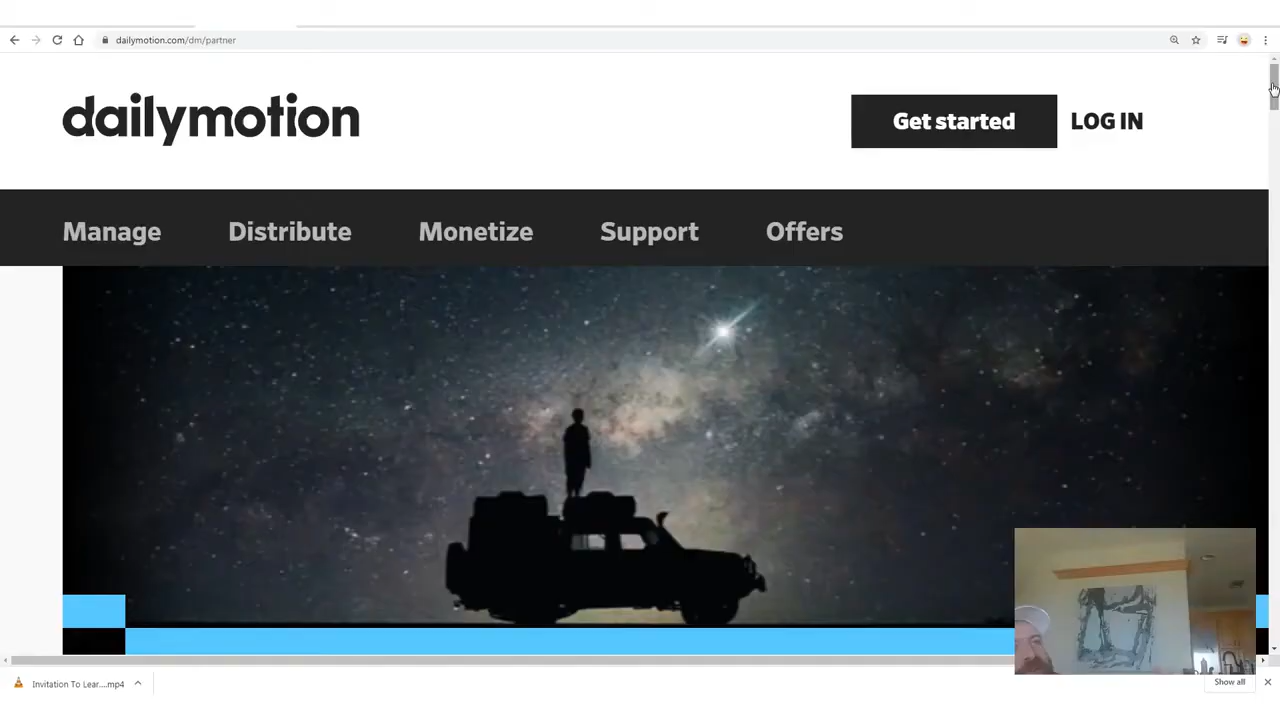 dailymotion.com/dm/partner
dailymotion
Get started
LOG IN
Manage
Distribute
Monetize
Support
Offers
Invitation To Lear....mp4
Show all